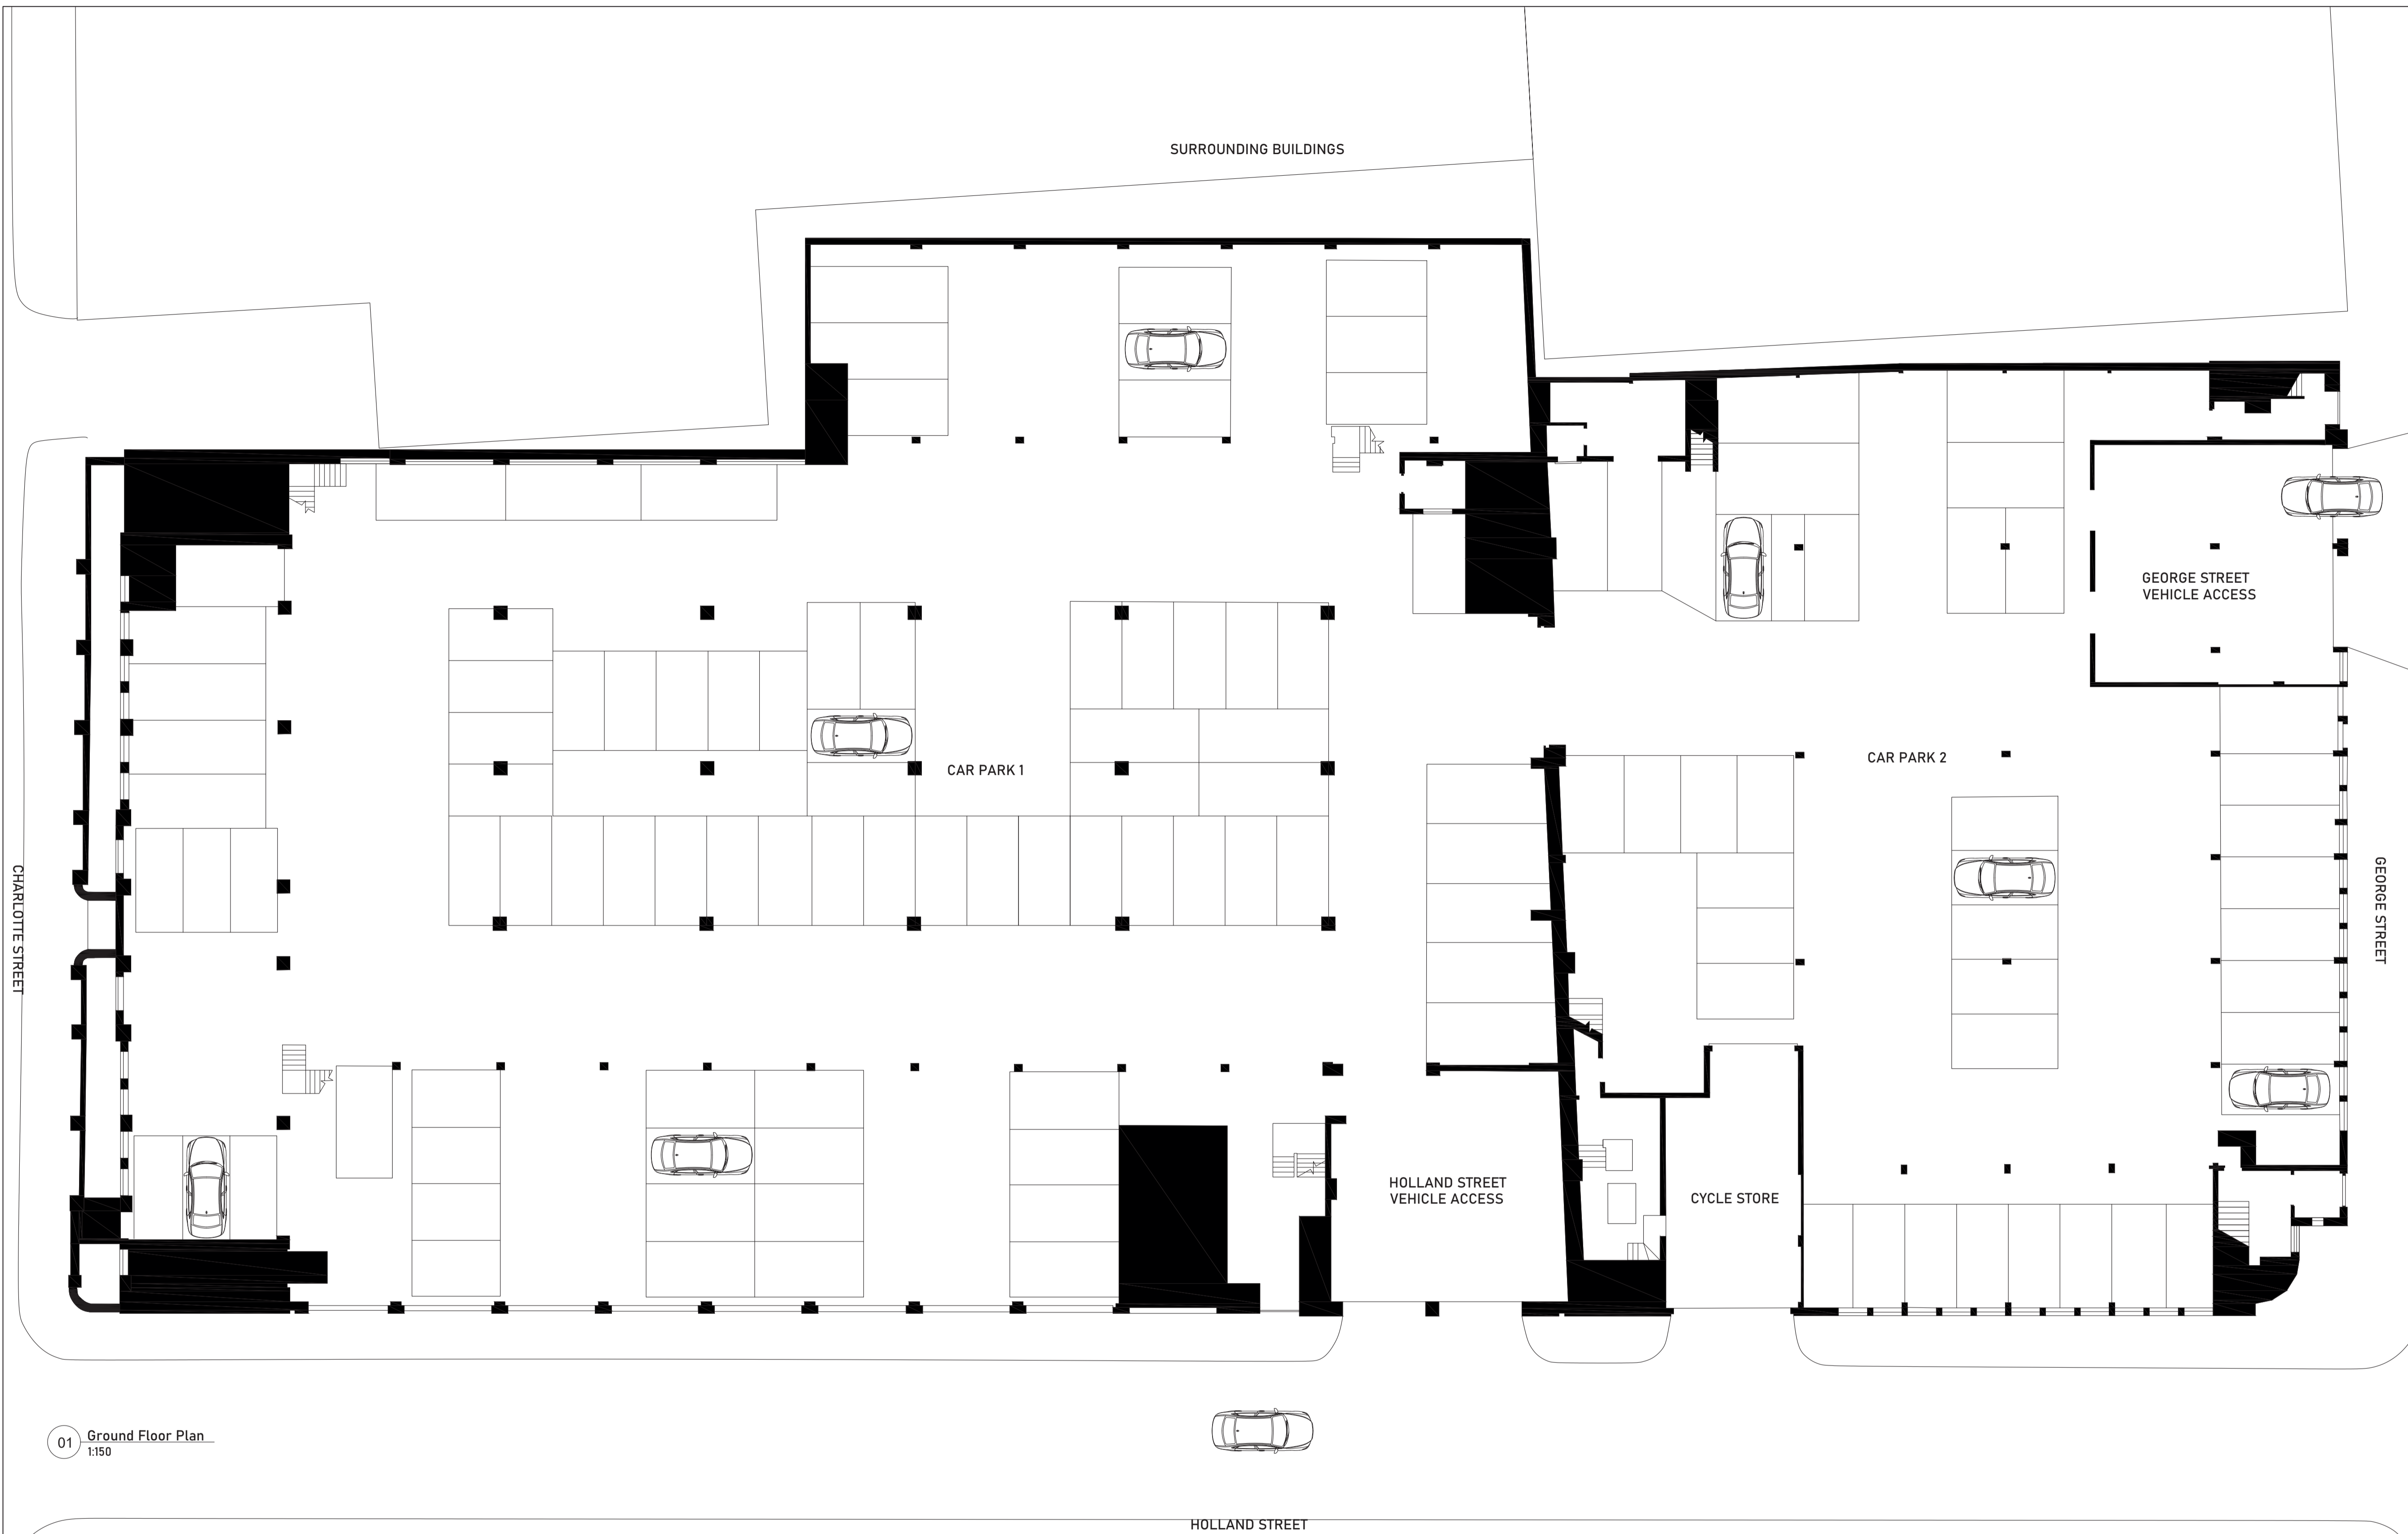 SURROUNDING BUILDINGS
GEORGE STREET
VEHICLE ACCESS
CAR PARK 1
CAR PARK 2
CHARLOTTE STREET
GEORGE STREET
HOLLAND STREET
VEHICLE ACCESS
CYCLE STORE
01
Ground Floor Plan
1:150
HOLLAND STREET